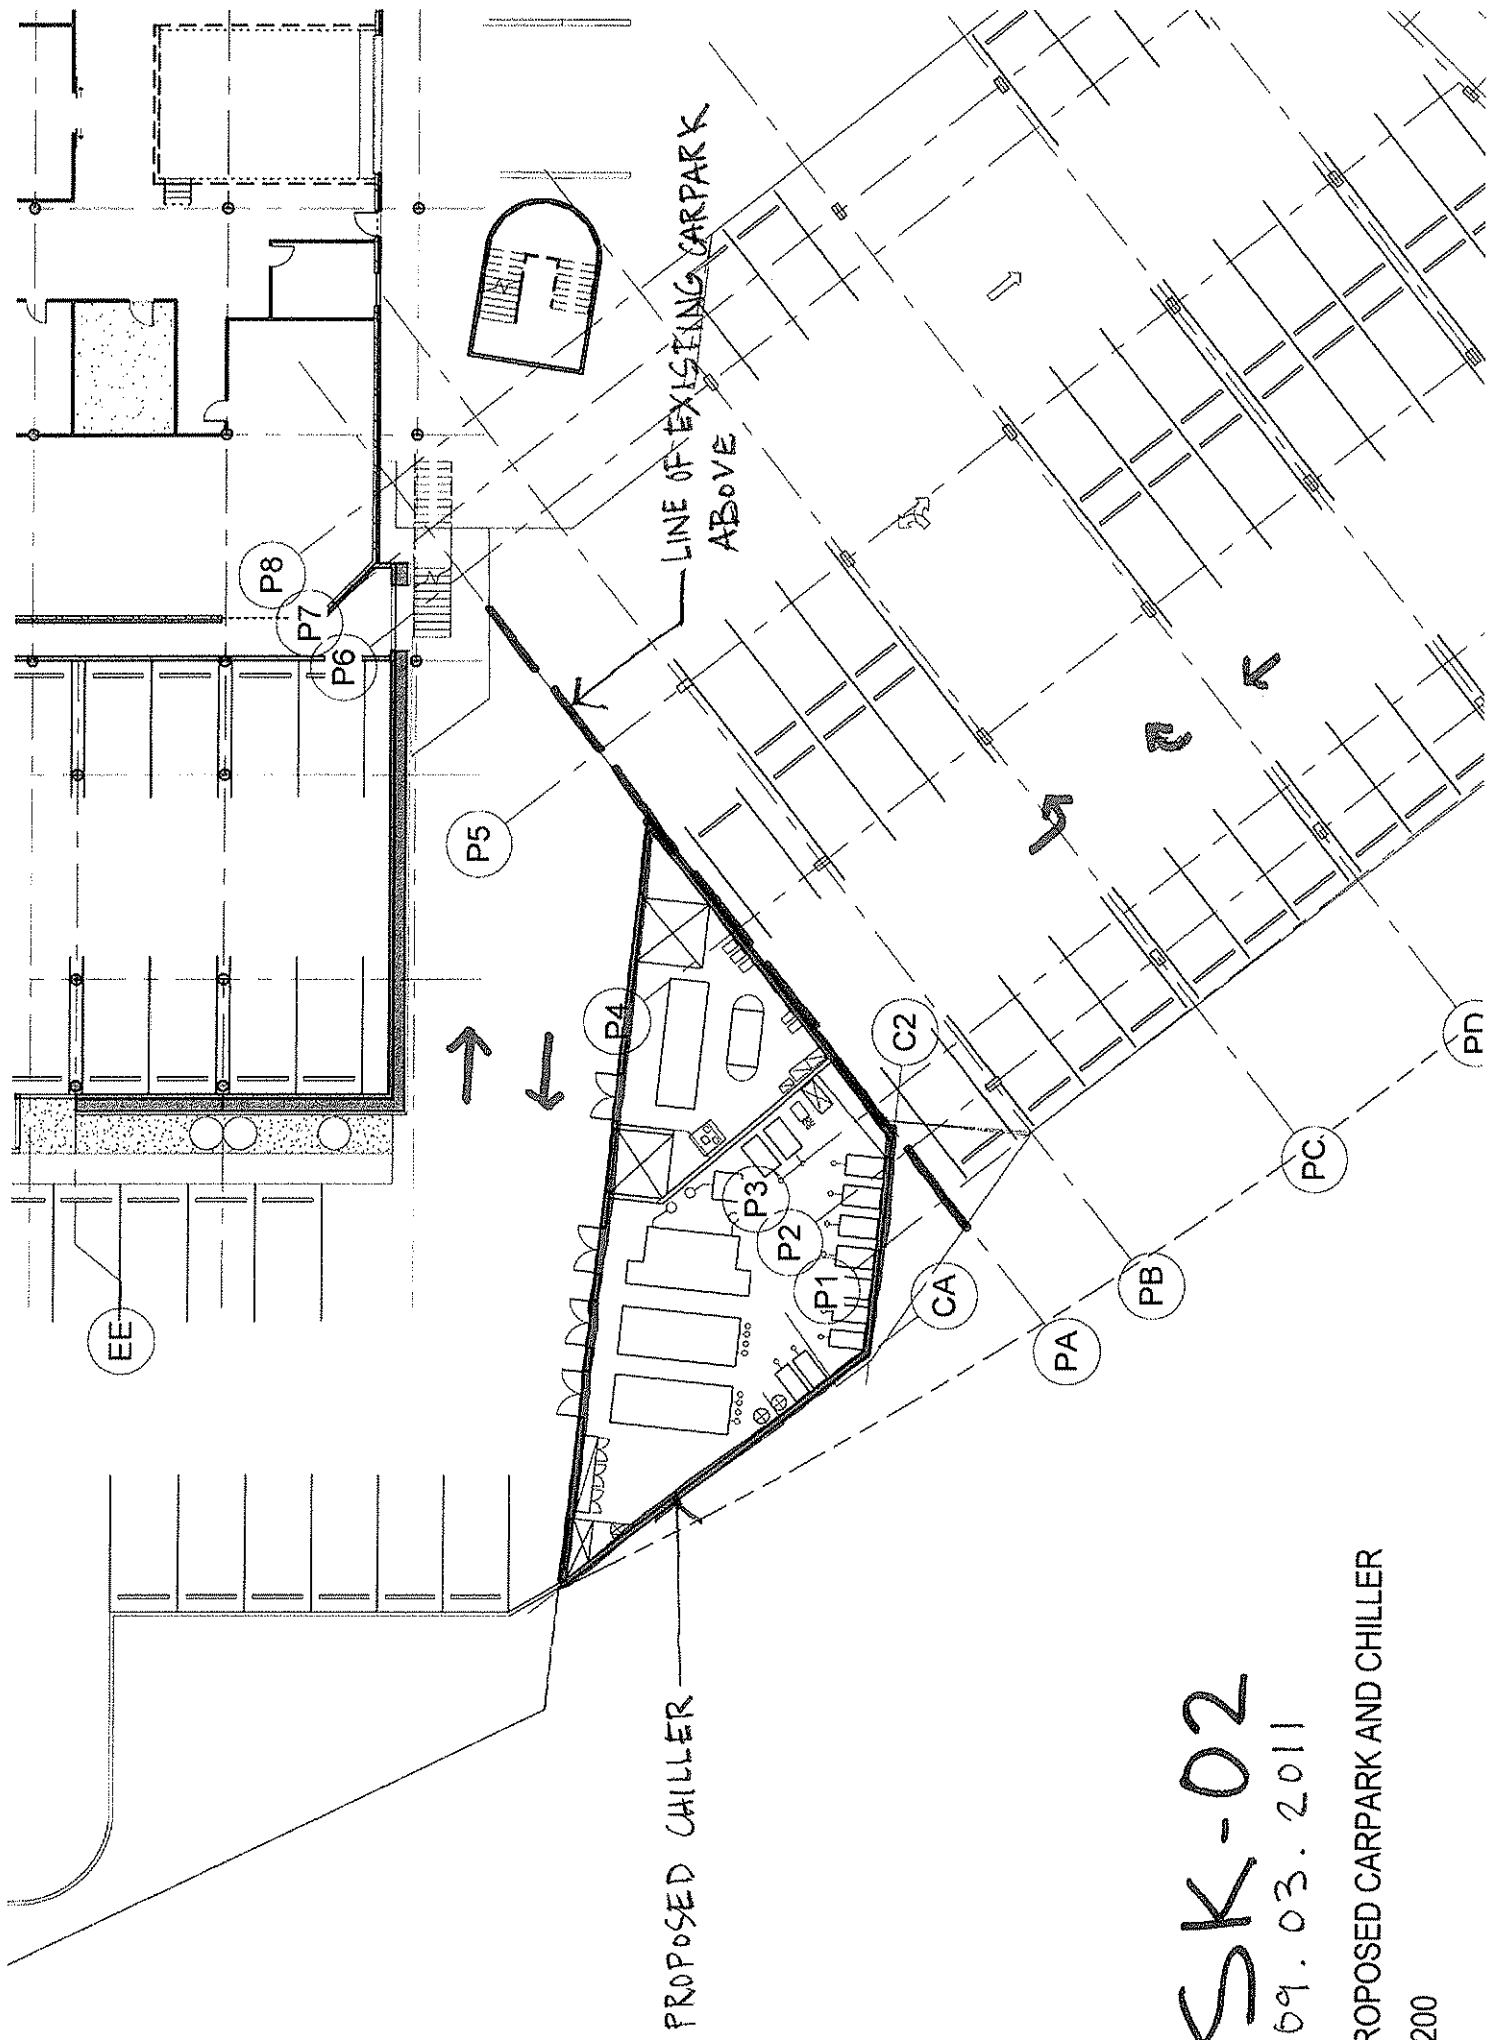 P8
P7
P6
P5
LINE OF EXISTING CARPARK
ABOVE
P4
C2
P3
P2
P1
CA
EE
PA
PB
PC
PD
PROPOSED CHILLER
SK-02
09.03.2011
ROPOSED CARPARK AND CHILLER
200